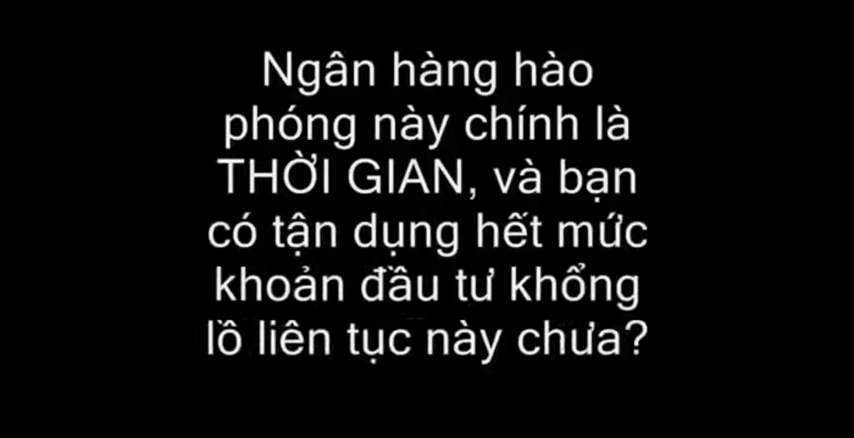 Ngân hàng hào
phóng này chính là
THỜI GIAN, và bạn
có tận dụng hết mức
khoản đầu tư khổng
lồ liên tục này chưa?